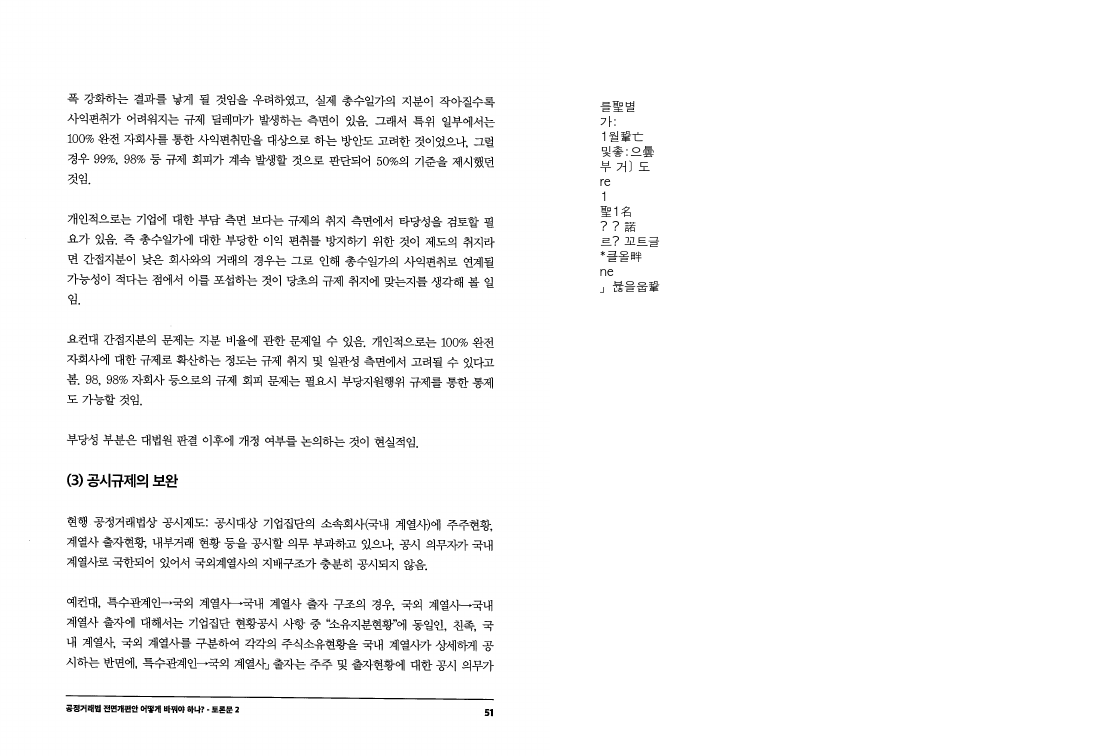 폭 강화하는 결과를 낳게 될 것임을 우려하였고, 실제 총수일가의 지분이 작아질수록
사익편취가 어려워지는 규제 딜레마가 발생하는 측면이 있음. 그래서 특위 일부에서는
100% 완전 자회사를 통한 사익편취만을 대상으로 하는 방안도 고려한 것이었으나, 그럴
경우 99%, 98% 등 규제 회피가 계속 발생할 것으로 판단되어 50%의 기준을 제시했던
것임.
개인적으로는 기업에 대한 부담 측면 보다는 규제의 취지 측면에서 타당성을 검토할 필
요가 있음. 즉 총수일가에 대한 부당한 이익 편취를 방지하기 위한 것이 제도의 취지라
면 간접지분이 낮은 회사와의 거래의 경우는 그로 인해 총수일가의 사익편취로 연계될
가능성이 적다는 점에서 이를 포섭하는 것이 당초의 규제 취지에 맞는지를 생각해 볼 일
임.
요컨대 간접지분의 문제는 지분 비율에 관한 문제일 수 있음. 개인적으로는 100% 완전
자회사에 대한 규제로 확산하는 정도는 규제 취지 및 일관성 측면에서 고려될 수 있다고
봄. 98, 98% 자회사 등으로의 규제 회피 문제는 필요시 부당지원행위 규제를 통한 통제
도 가능할 것임.
부당성 부분은 대법원 판결 이후에 개정 여부를 논의하는 것이 현실적임.
(3) 공시규제의 보완
현행 공정거래법상 공시제도: 공시대상 기업집단의 소속회사(국내 계열사)에 주주현황,
계열사 출자현황, 내부거래 현황 등을 공시할 의무 부과하고 있으나, 공시 의무자가 국내
계열사로 국한되어 있어서 국외계열사의 지배구조가 충분히 공시되지 않음.
예컨대, 특수관계인→국외 계열사→국내 계열사 출자 구조의 경우, 국외 계열사→국내
계열사 출자에 대해서는 기업집단 현황공시 사항 중 “소유지분현황”에 동일인, 친족, 국
내 계열사, 국외 계열사를 구분하여 각각의 주식소유현황을 국내 계열사가 상세하게 공
시하는 반면에, 특수관계인→국외 계열사」 출자는 주주 및 출자현황에 대한 공시 의무가
공정거래법 전면개편안 어떻게 바꿔야 하나? - 토론문 2
51
들聖별
가:
1월鞏亡
및좋:으曇
부 거] 도
re
1
聖1名
? ? 諾
르? 꼬트글
*클올畔
ne
」붆을웁鞏